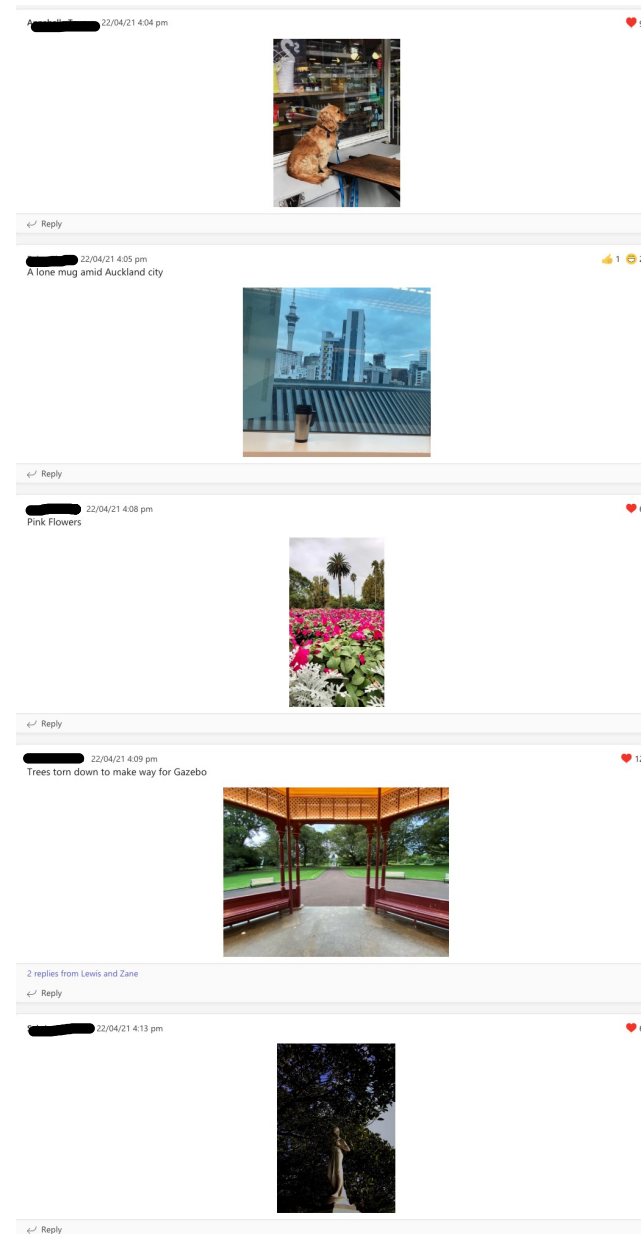 22/04/21 4:04 pm
Reply
22/04/21 4:05 pm
1
A lone mug amid Auckland city
Reply
22/04/21 4:08 pm
Pink Flowers
Reply
22/04/21 4:09 pm
12
Trees torn down to make way for Gazebo
2 replies from Lewis and Zane
Reply
22/04/21 4:13 pm
Reply